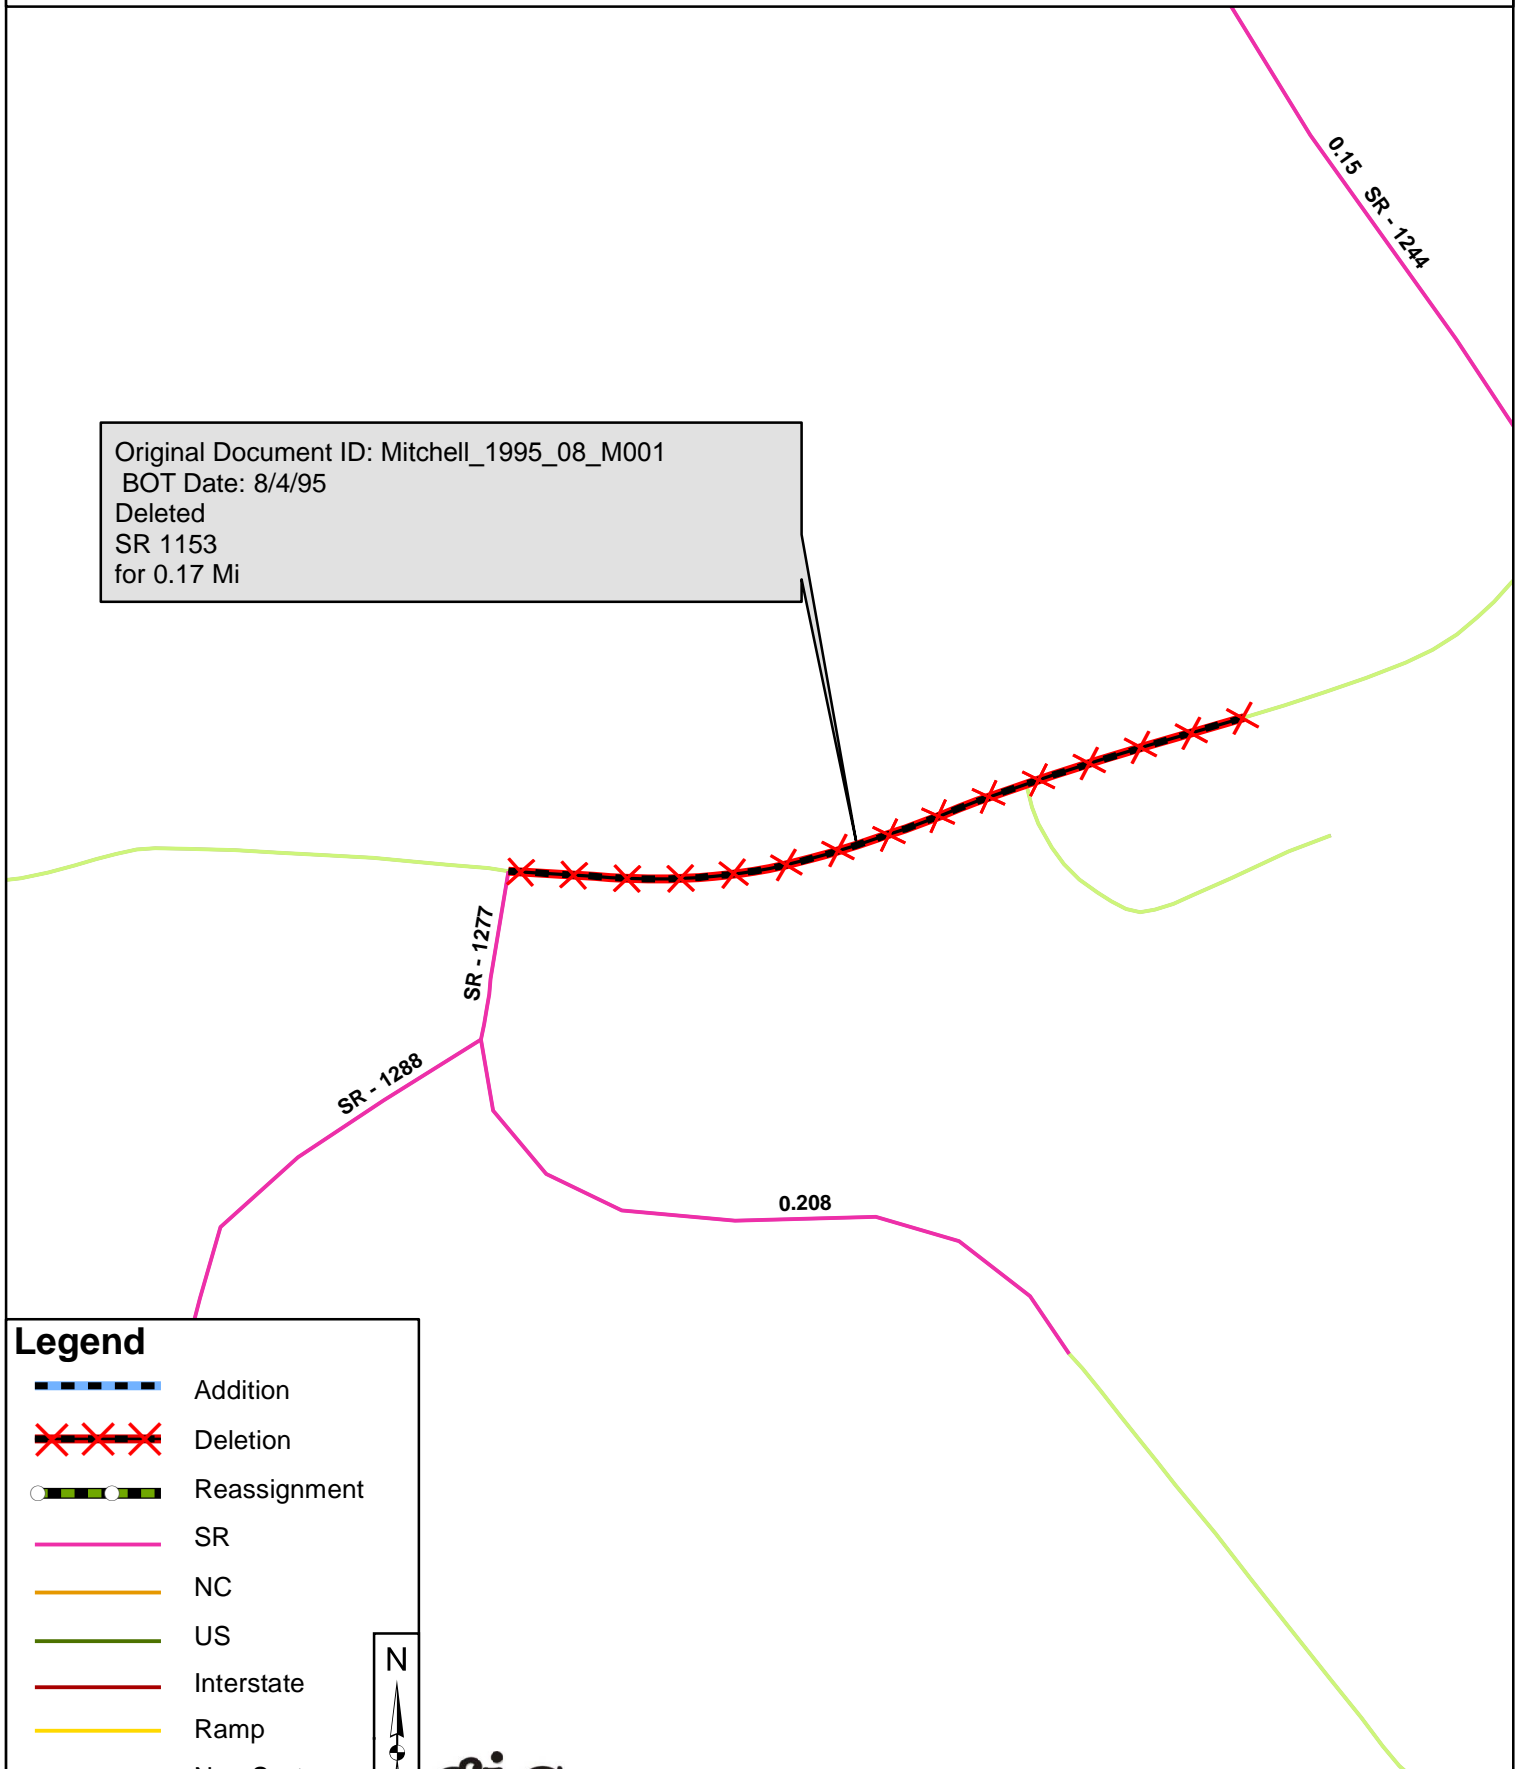 0.15 SR - 1244
Original Document ID: Mitchell_1995_08_M001
BOT Date: 8/4/95
Deleted
SR 1153
for 0.17 Mi
SR - 1277
SR - 1288
0.208
Legend
Addition
Deletion
Reassignment
SR
NC
US
Interstate
Ramp
N